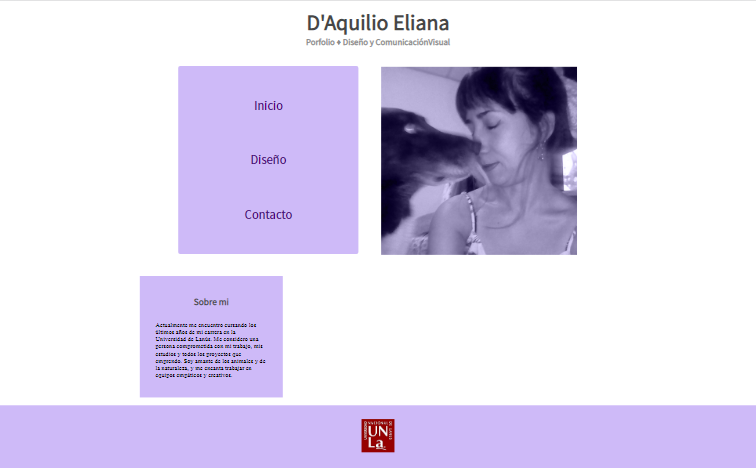 D'Aquilio Eliana
Porfolio ♦ Diseño y ComunicaciónVisual
Inicio
Diseño
Contacto
Sobre mi
Actualmente me encuentro cursando los
últimos años de mi carrera en la
Universidad de Lanús. Me considero una
persona comprometida con mi trabajo, mis
estudios y todos los proyectos que
emprendo. Soy amante de los animales y de
la naturaleza, y me encanta trabajar en
equipos empáticos y creativos.
UN
La